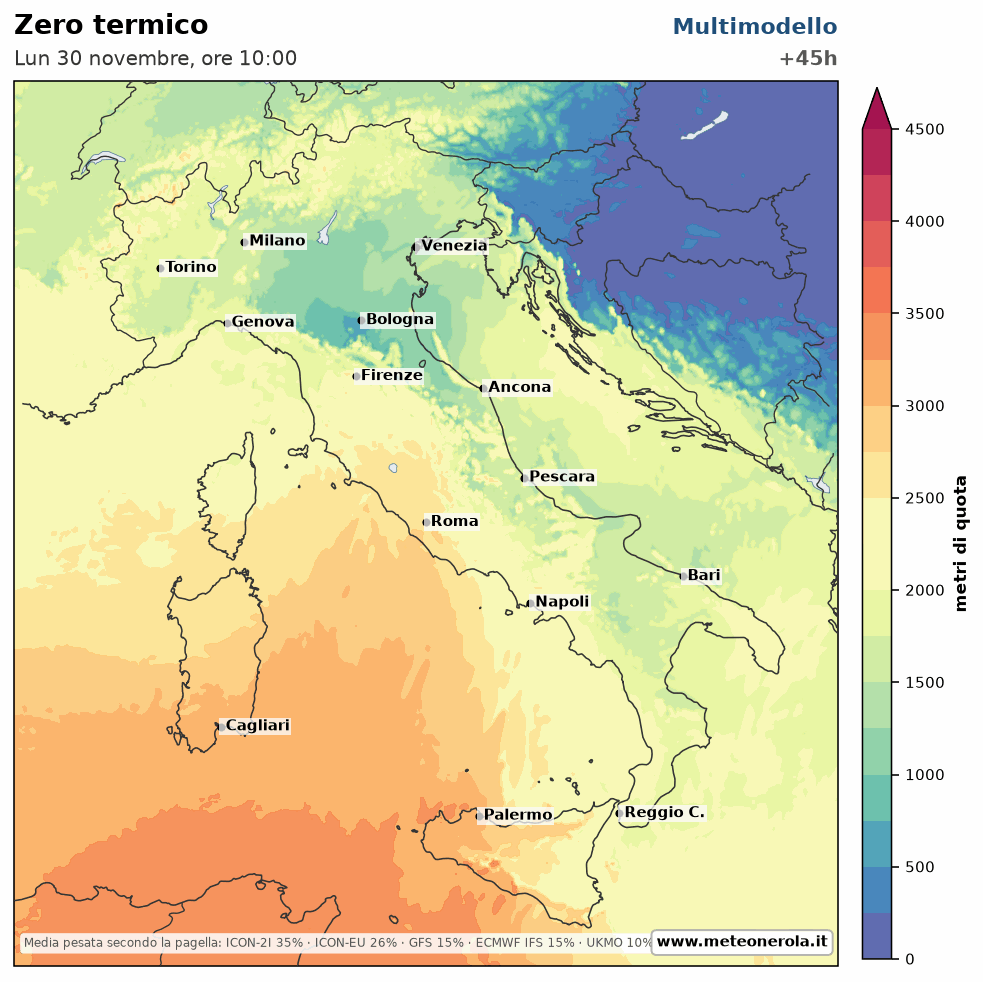 Zero termico
Multimodello
Lun 30 novembre, ore 10:00
+45h
4500
4000
3500
3000
2500
2000
1500
1000
500
0
metri di quota
Milano
Venezia
Torino
Genova
Bologna
Firenze
Ancona
Pescara
Roma
Bari
Napoli
Cagliari
Palermo
Reggio C.
Media pesata secondo la pagella: ICON-2I 35% · ICON-EU 26% · GFS 15% · ECMWF IFS 15% · UKMO 10%
www.meteonerola.it